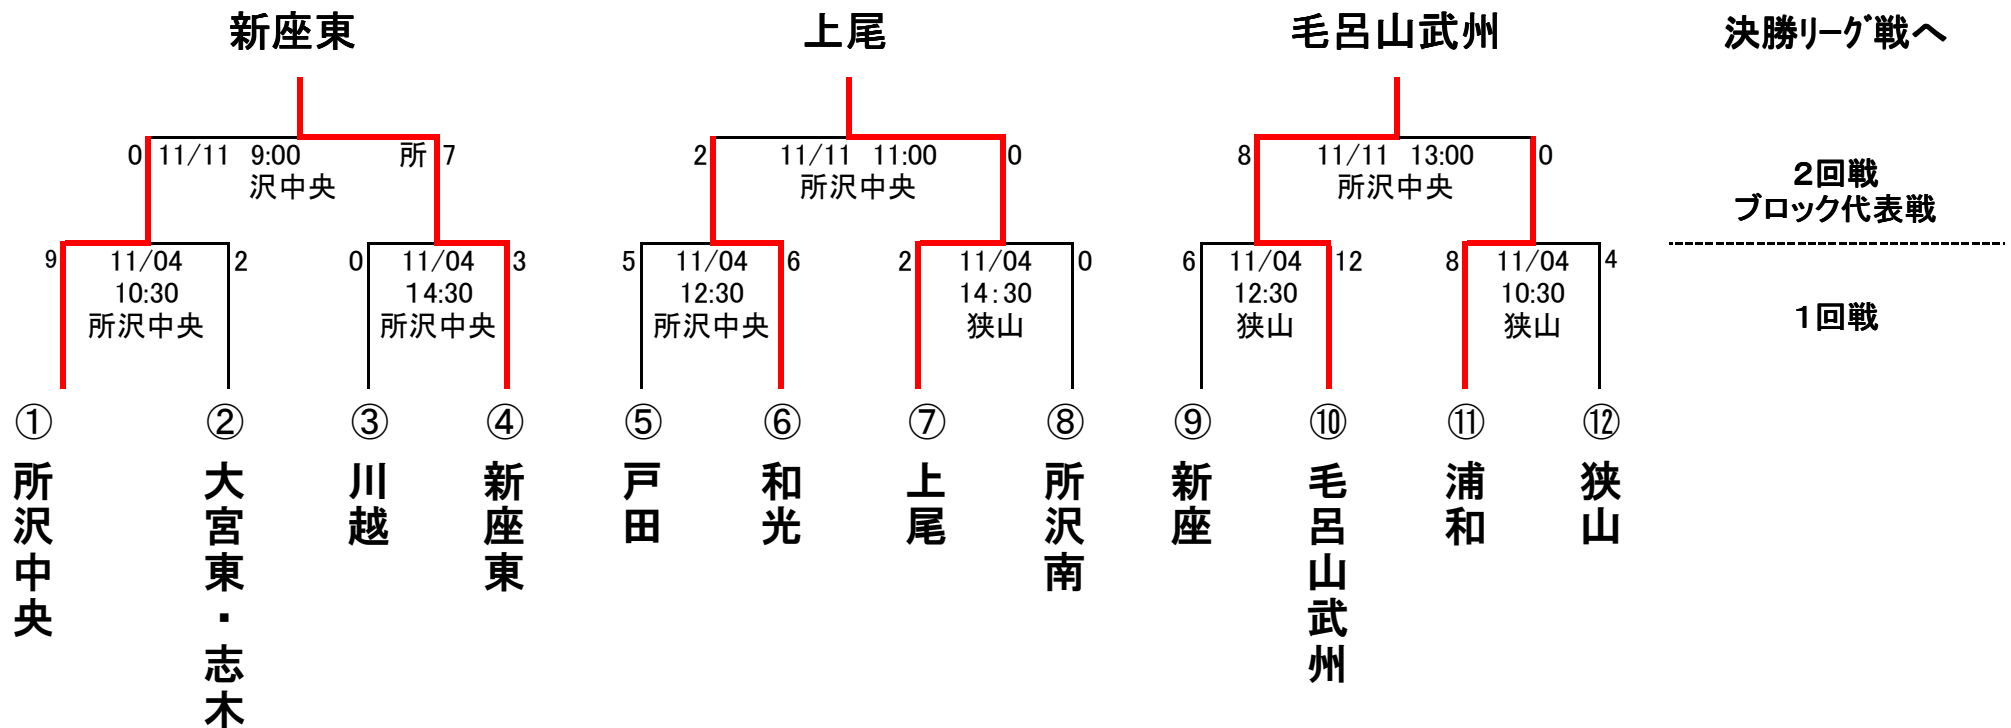 新座東 上尾 毛呂山武州 決勝リーグ戦へ
0 11/11 9:00 所 7 2 11/11 11:00 0 8 11/11 13:00 0
沢中央 所沢中央 所沢中央
2回戦
ブロック代表戦
9 11/04 2 0 11/04 3 5 11/04 6 2 11/04 0 6 11/04 12 8 11/04 4
10:30 14:30 12:30 14:30 12:30 10:30
所沢中央 所沢中央 所沢中央 狭山 狭山 狭山
1回戦
① ② ③ ④ ⑤ ⑥ ⑦ ⑧ ⑨ ⑩ ⑪ ⑫
所沢中央
大宮東・志木
川越
新座東
戸田
和光
上尾
所沢南
新座
毛呂山武州
浦和
狭山